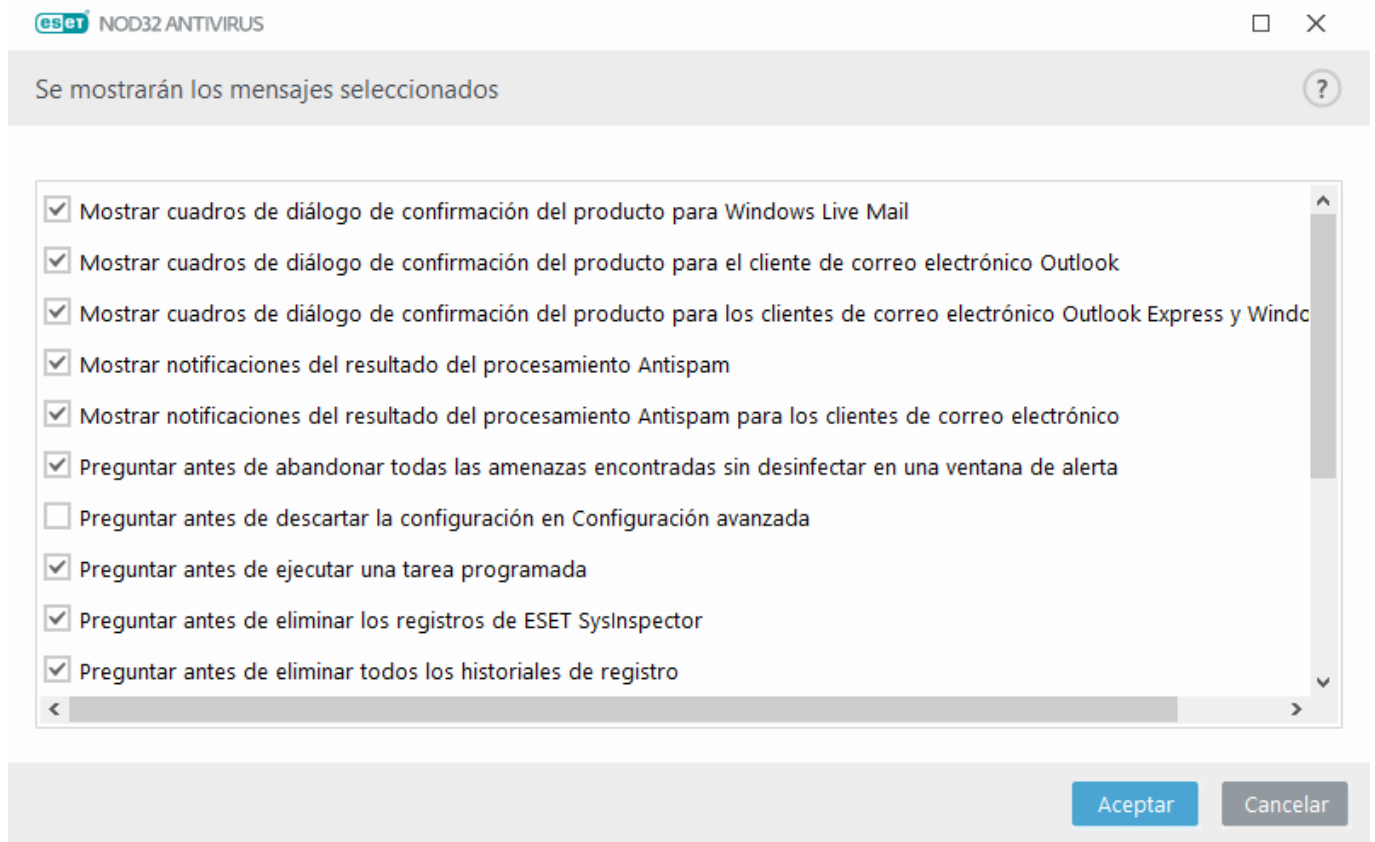 eset NOD32 ANTIVIRUS
Se mostrarán los mensajes seleccionados
?
Mostrar cuadros de diálogo de confirmación del producto para Windows Live Mail
Mostrar cuadros de diálogo de confirmación del producto para el cliente de correo electrónico Outlook
Mostrar cuadros de diálogo de confirmación del producto para los clientes de correo electrónico Outlook Express y Windo
Mostrar notificaciones del resultado del procesamiento Antispam
Mostrar notificaciones del resultado del procesamiento Antispam para los clientes de correo electrónico
Preguntar antes de abandonar todas las amenazas encontradas sin desinfectar en una ventana de alerta
Preguntar antes de descartar la configuración en Configuración avanzada
Preguntar antes de ejecutar una tarea programada
Preguntar antes de eliminar los registros de ESET SysInspector
Preguntar antes de eliminar todos los historiales de registro
Aceptar Cancelar